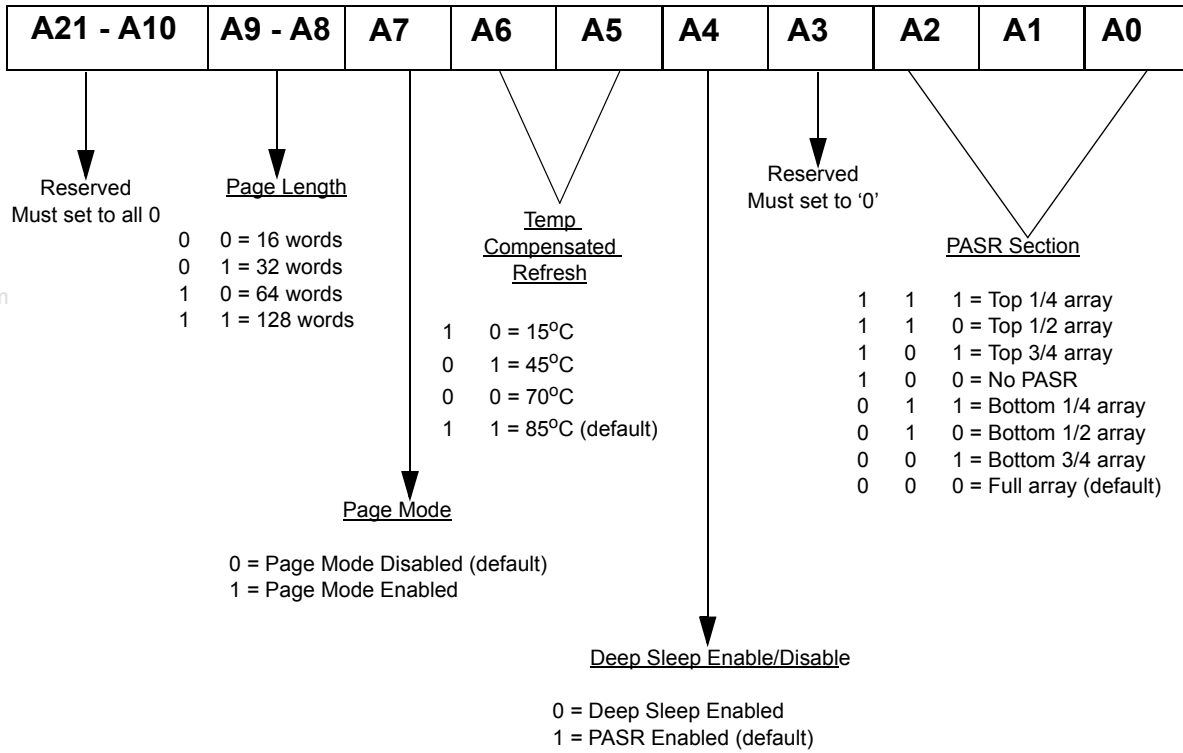 A21 - A10 A9 - A8 A7 A6 A5 A4 A3 A2 A1 A0
Reserved
Must set to all 0
Page Length
0 0 = 16 words
0 1 = 32 words
1 0 = 64 words
1 1 = 128 words
Temp
Compensated
Refresh
1 0 = 15°C
0 1 = 45°C
0 0 = 70°C
1 1 = 85°C (default)
Reserved
Must set to ‘0’
PASR Section
1 1 1 = Top 1/4 array
1 1 0 = Top 1/2 array
1 0 1 = Top 3/4 array
1 0 0 = No PASR
0 1 1 = Bottom 1/4 array
0 1 0 = Bottom 1/2 array
0 0 1 = Bottom 3/4 array
0 0 0 = Full array (default)
Page Mode
0 = Page Mode Disabled (default)
1 = Page Mode Enabled
Deep Sleep Enable/Disable
0 = Deep Sleep Enabled
1 = PASR Enabled (default)